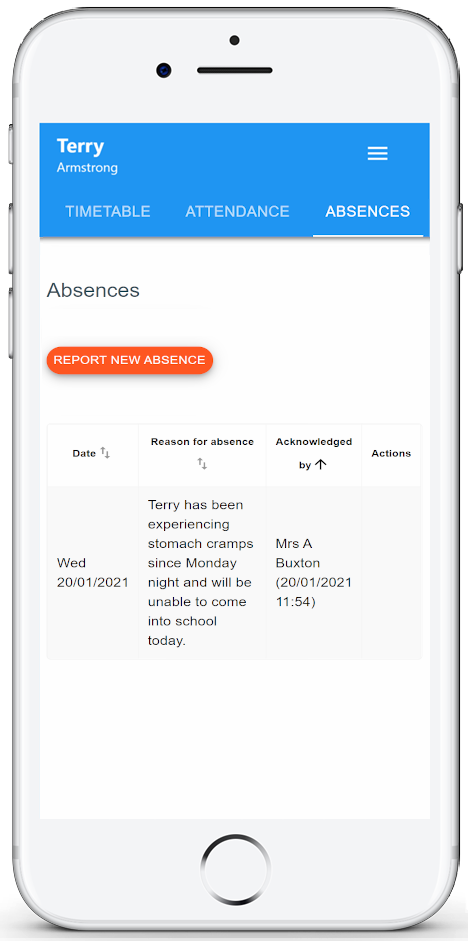 Terry
Armstrong
TIMETABLE ATTENDANCE ABSENCES
Absences
REPORT NEW ABSENCE
Date Reason for absence Acknowledged by Actions
Wed
20/01/2021
Terry has been
experiencing
stomach cramps
since Monday
night and will be
unable to come
into school
today.
Mrs A
Buxton
(20/01/2021
11:54)